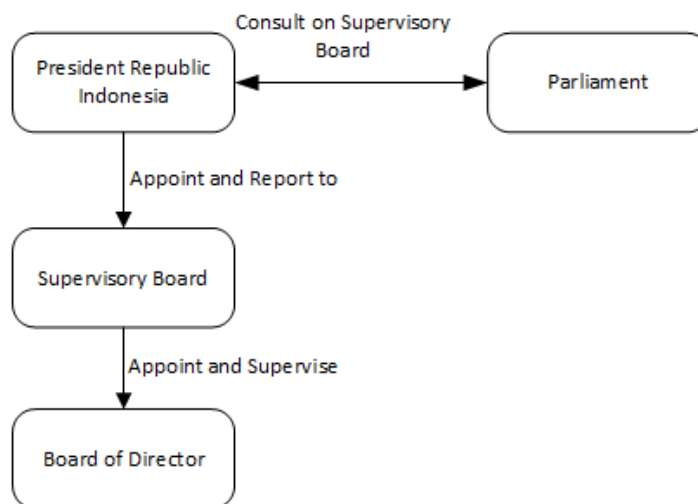 Consult on Supervisory
Board
President Republic
Indonesia
Parliament
Appoint and Report to
Supervisory Board
Appoint and Supervise
Board of Director